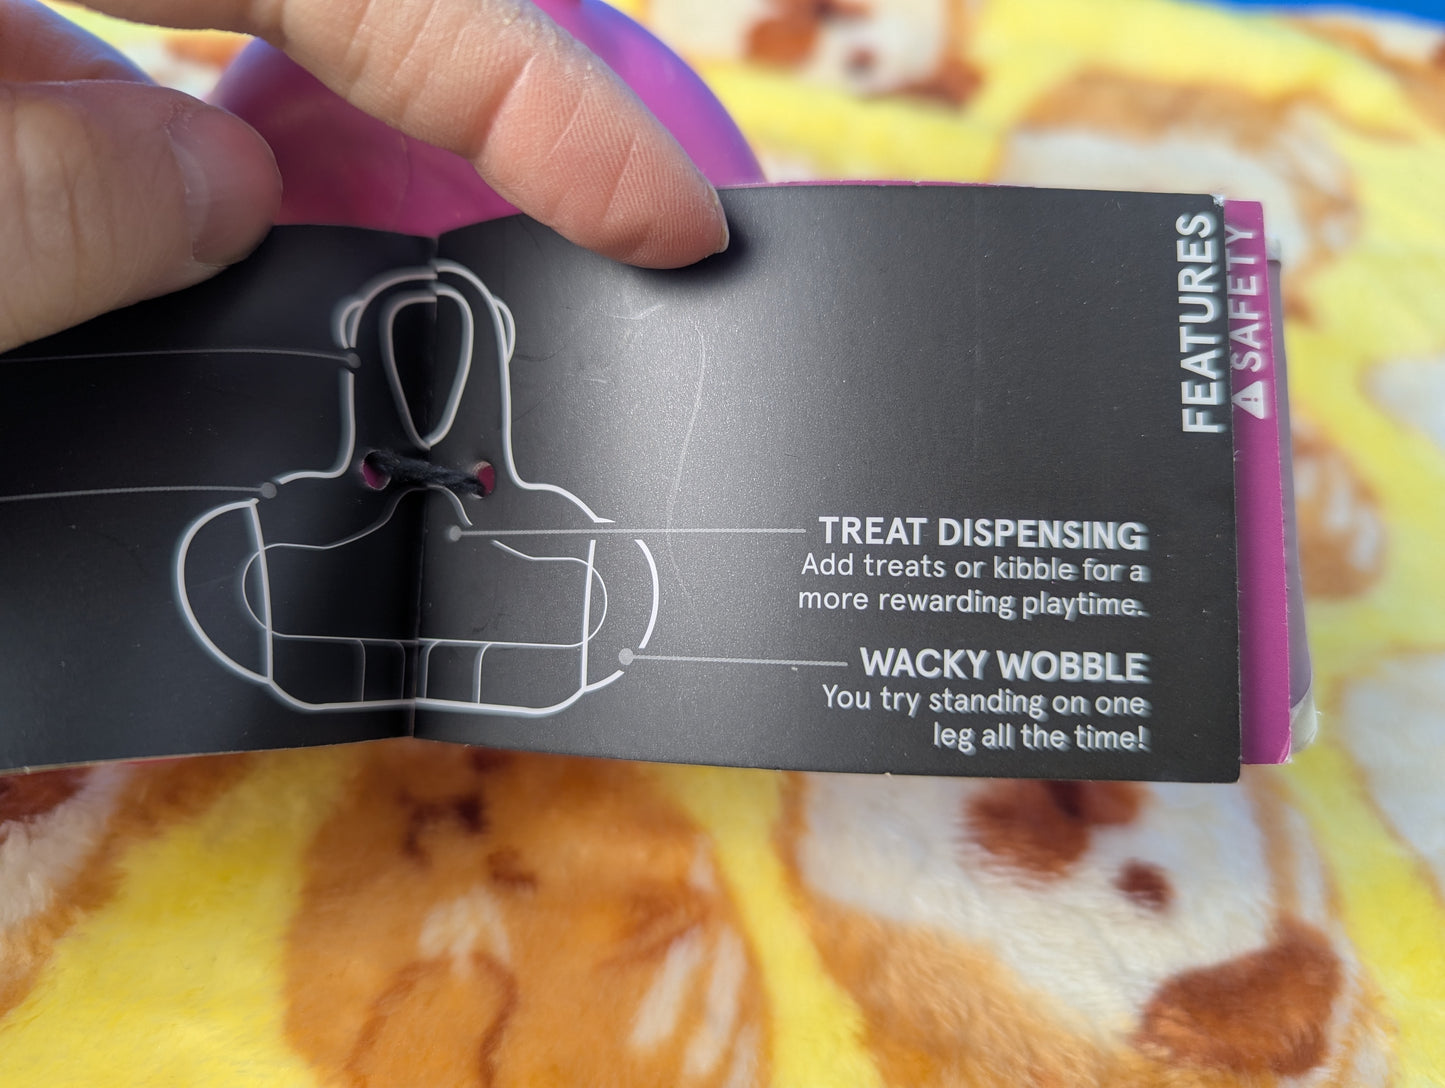 FEATURES
SAFETY
TREAT DISPENSING
Add treats or kibble for a
more rewarding playtime.
WACKY WOBBLE
You try standing on one
leg all the time!